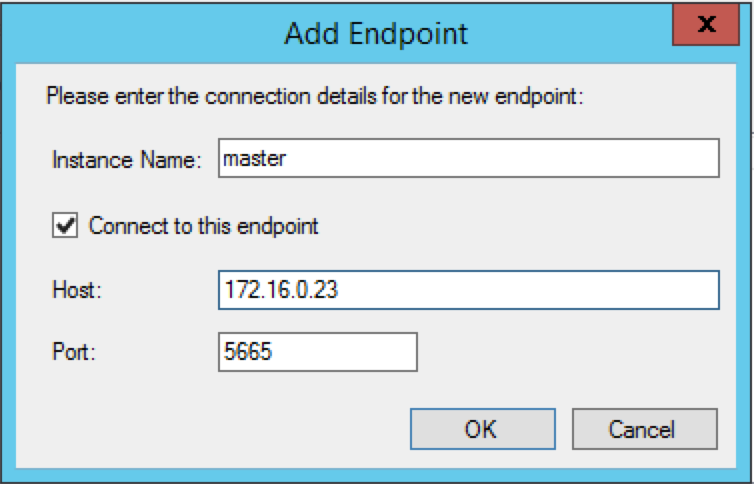 Add Endpoint
x
Please enter the connection details for the new endpoint:
Instance Name: master
Connect to this endpoint
Host: 172.16.0.23
Port: 5665
OK Cancel